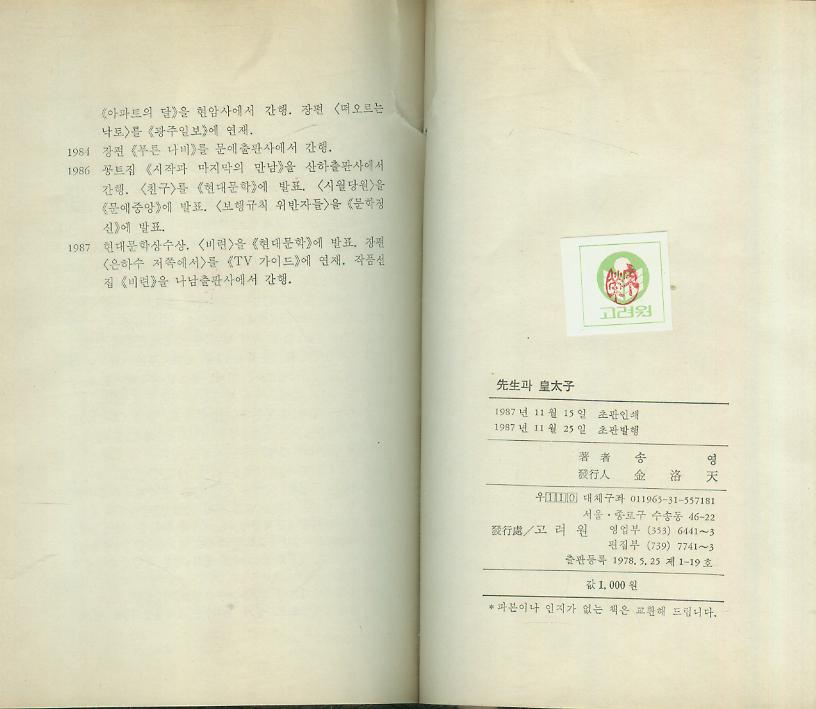 《아파트의 달》을 현암사에서 간행. 장편 〈떠오르는
낙토〉를 《광주일보》에 연재.
1984 장편 《푸른 나비》를 문예출판사에서 간행.
1986 꽁트집 《시작과 마지막의 만남》을 산하출판사에서
간행. 〈친구〉를 《현대문학》에 발표. 〈시월당원〉을
《문예중앙》에 발표. 〈보행규칙 위반자들〉을 《문학정
신》에 발표.
1987 현대문학상수상. 〈비련〉을 《현대문학》에 발표. 장편
〈은하수 저쪽에서〉를 《TV 가이드》에 연재. 작품선
집 《비련》을 나남출판사에서 간행.
고려원
先生과 皇太子
1987년 11월 15일 초판인쇄
1987년 11월 25일 초판발행
著者 송 영
發行人 金洛天
우110 대체구좌 011963-31-557181
서울·종로구 수송동 46-22
發行處/고려원 영업부 (353) 6441~3
편집부 (739) 7741~3
출판등록 1978.5.25 제1-19호
값 1,000원
*파본이나 인지가 없는 책은 교환해 드립니다.